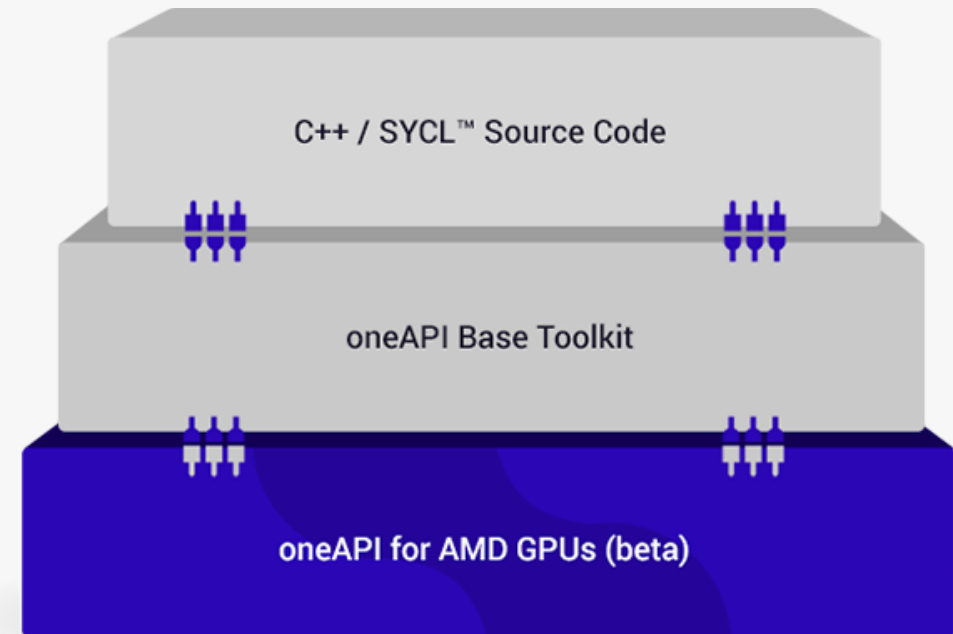 C++ / SYCL™ Source Code
oneAPI Base Toolkit
oneAPI for AMD GPUs (beta)